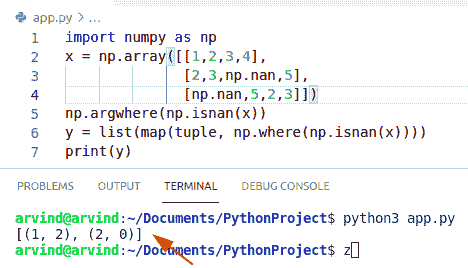 app.py > ...
1 import numpy as np
2 x = np.array([[1,2,3,4],
3 [2,3,np.nan,5],
4 [np.nan,5,2,3]])
5 np.argwhere(np.isnan(x))
6 y = list(map(tuple, np.where(np.isnan(x))))
7 print(y)
PROBLEMS OUTPUT TERMINAL DEBUG CONSOLE
arvind@arvind:~/Documents/PythonProject$ python3 app.py
[(1, 2), (2, 0)]
arvind@arvind:~/Documents/PythonProject$ z